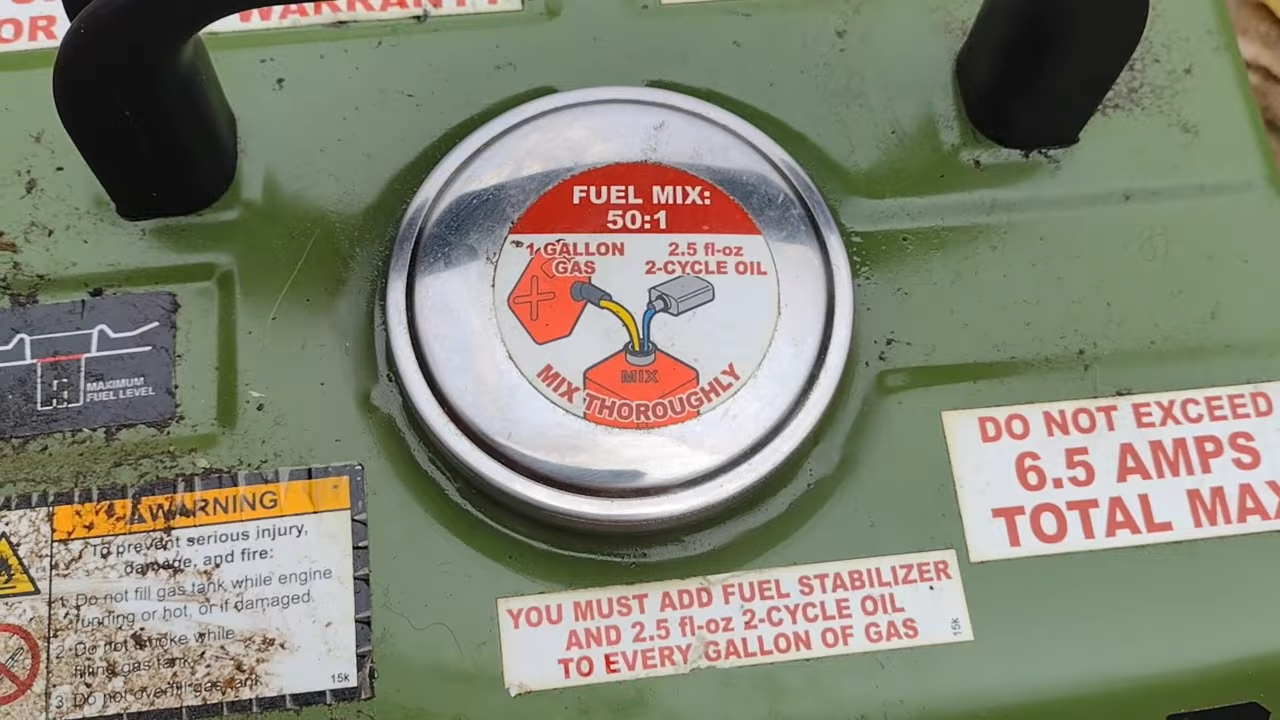 OR
WARRANTY
FUEL MIX:
50:1
1 GALLON
GAS
2.5 fl-oz
2-CYCLE OIL
MIX
MIX THOROUGHLY
MAXIMUM
FUEL LEVEL
DO NOT EXCEED
6.5 AMPS
TOTAL MAX
WARNING
To prevent serious injury,
damage, and fire:
1. Do not fill gas tank while engine
running or hot, or if damaged.
2. Do not smoke while
filling gas tank.
3. Do not overfill gas tank.
15k
YOU MUST ADD FUEL STABILIZER
AND 2.5 fl-oz 2-CYCLE OIL
TO EVERY GALLON OF GAS
15k